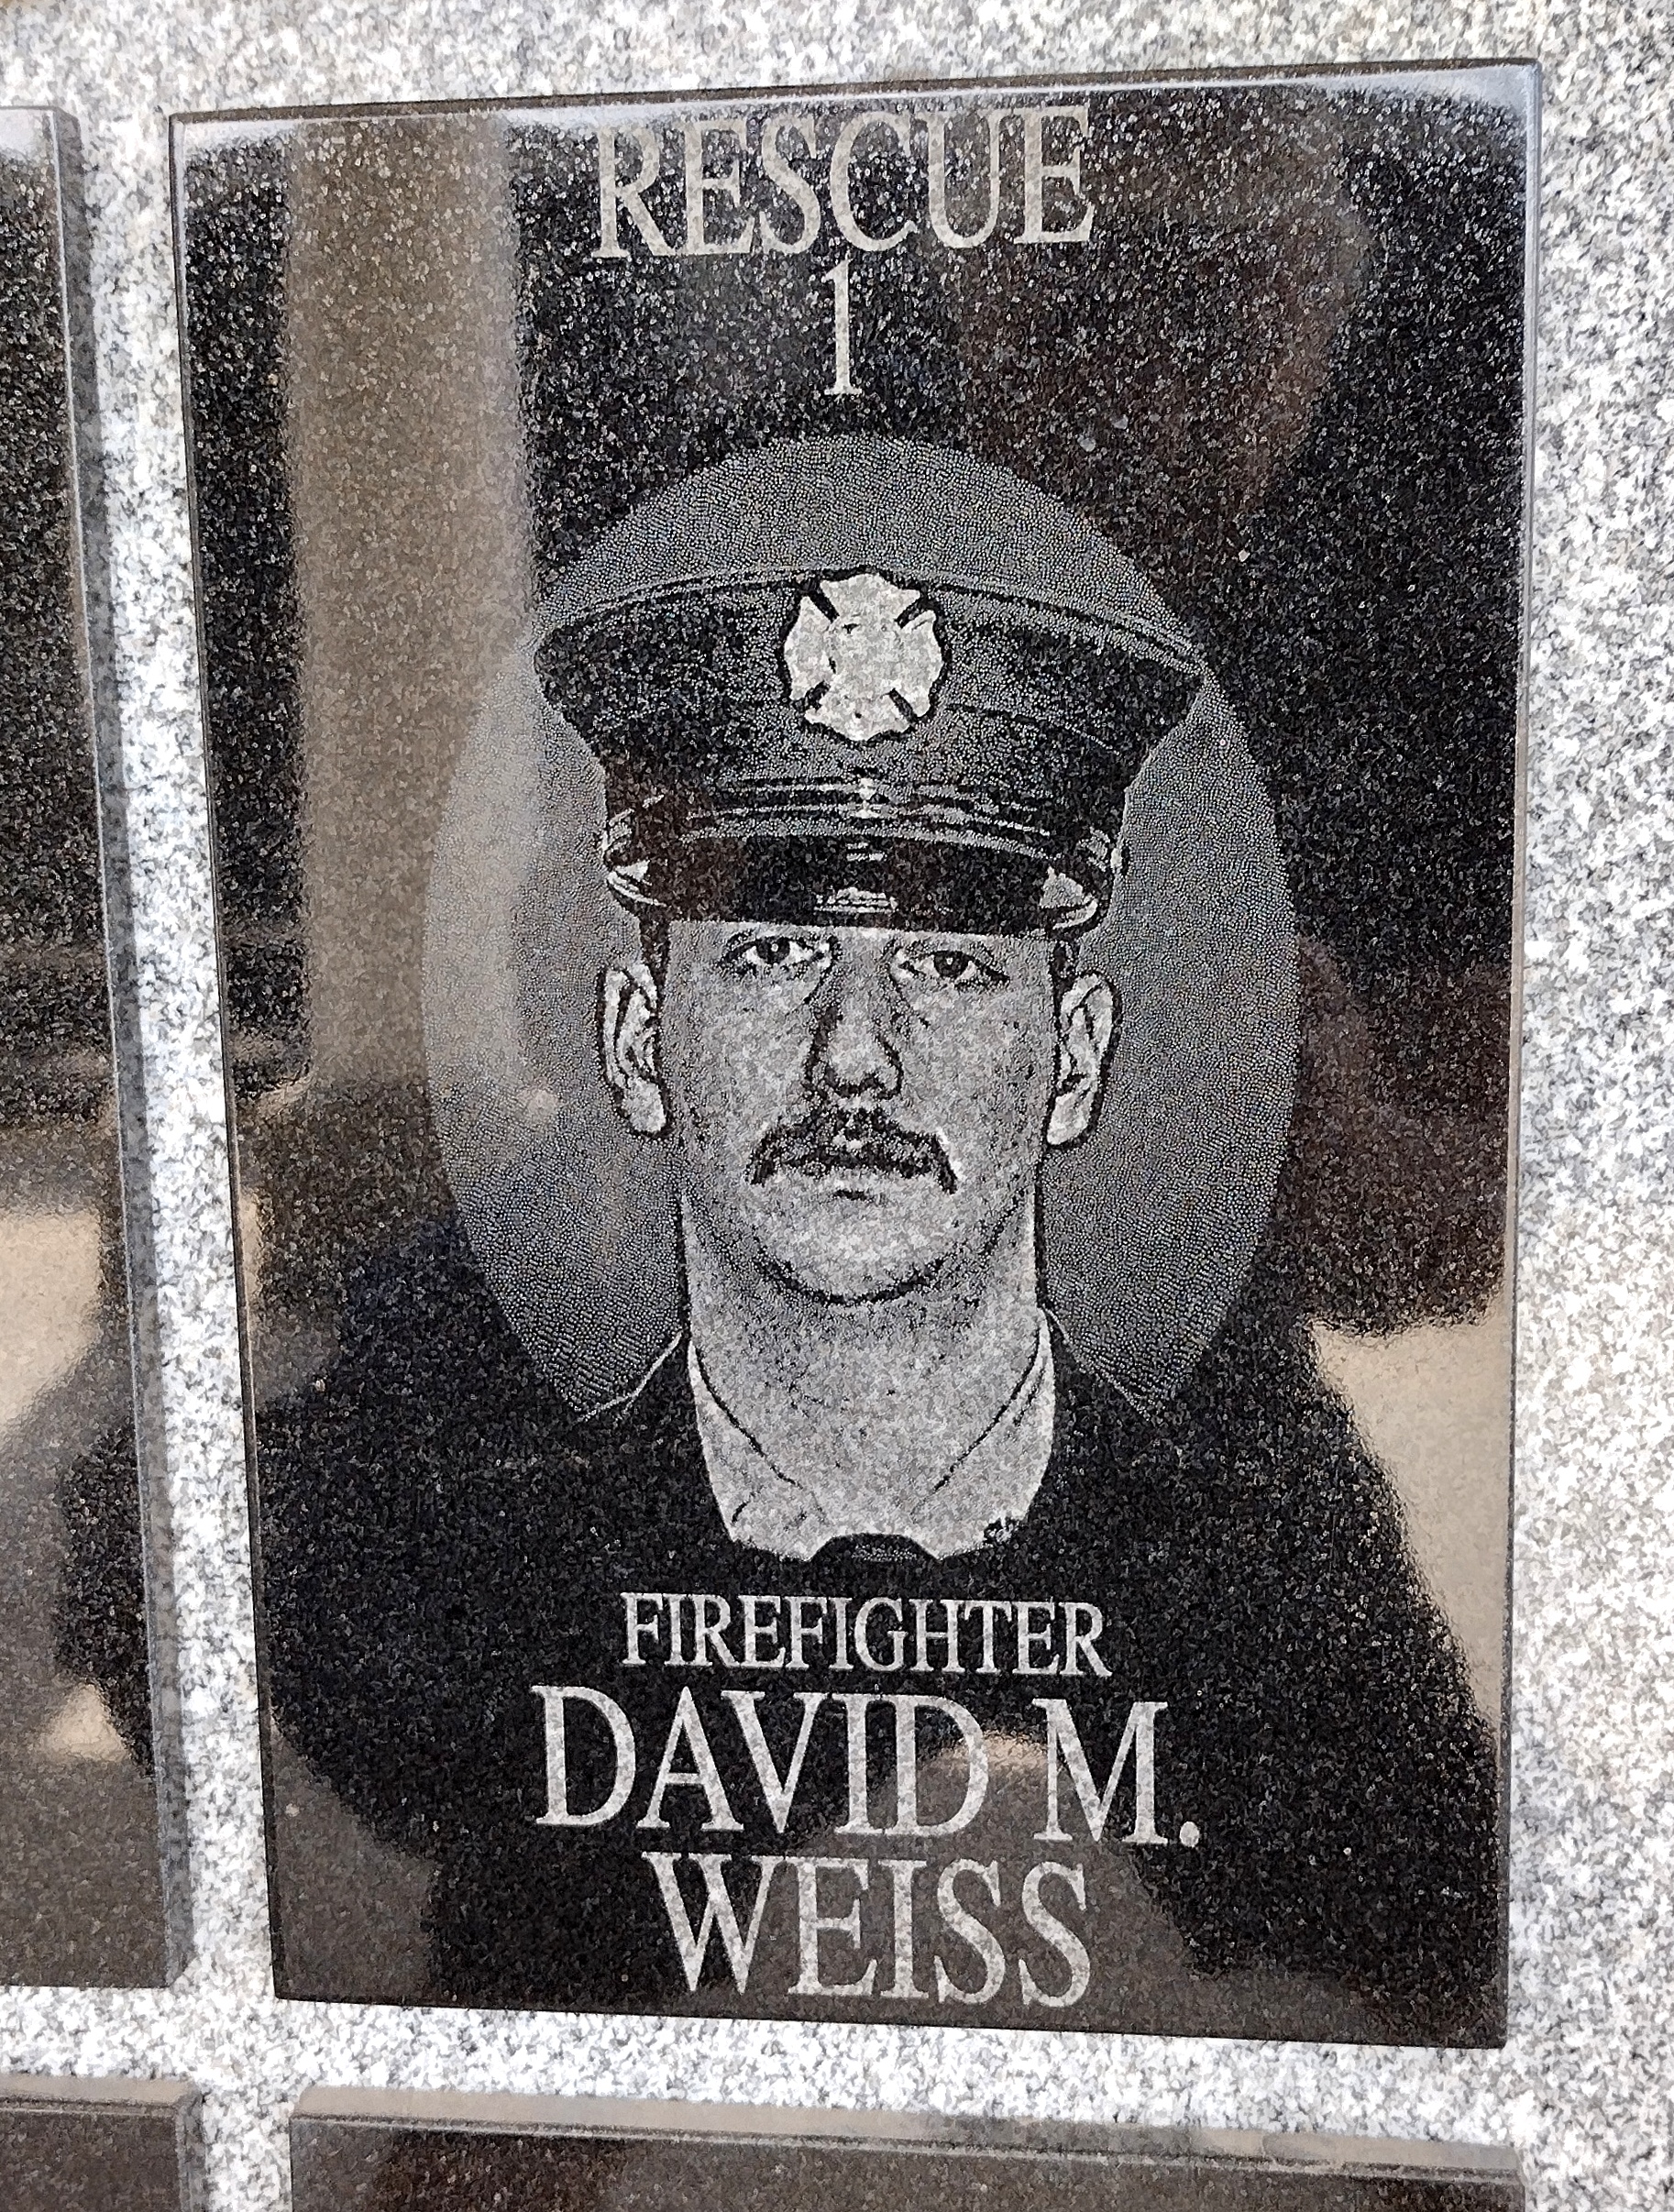 RESCUE
1
FIREFIGHTER
DAVID M.
WEISS